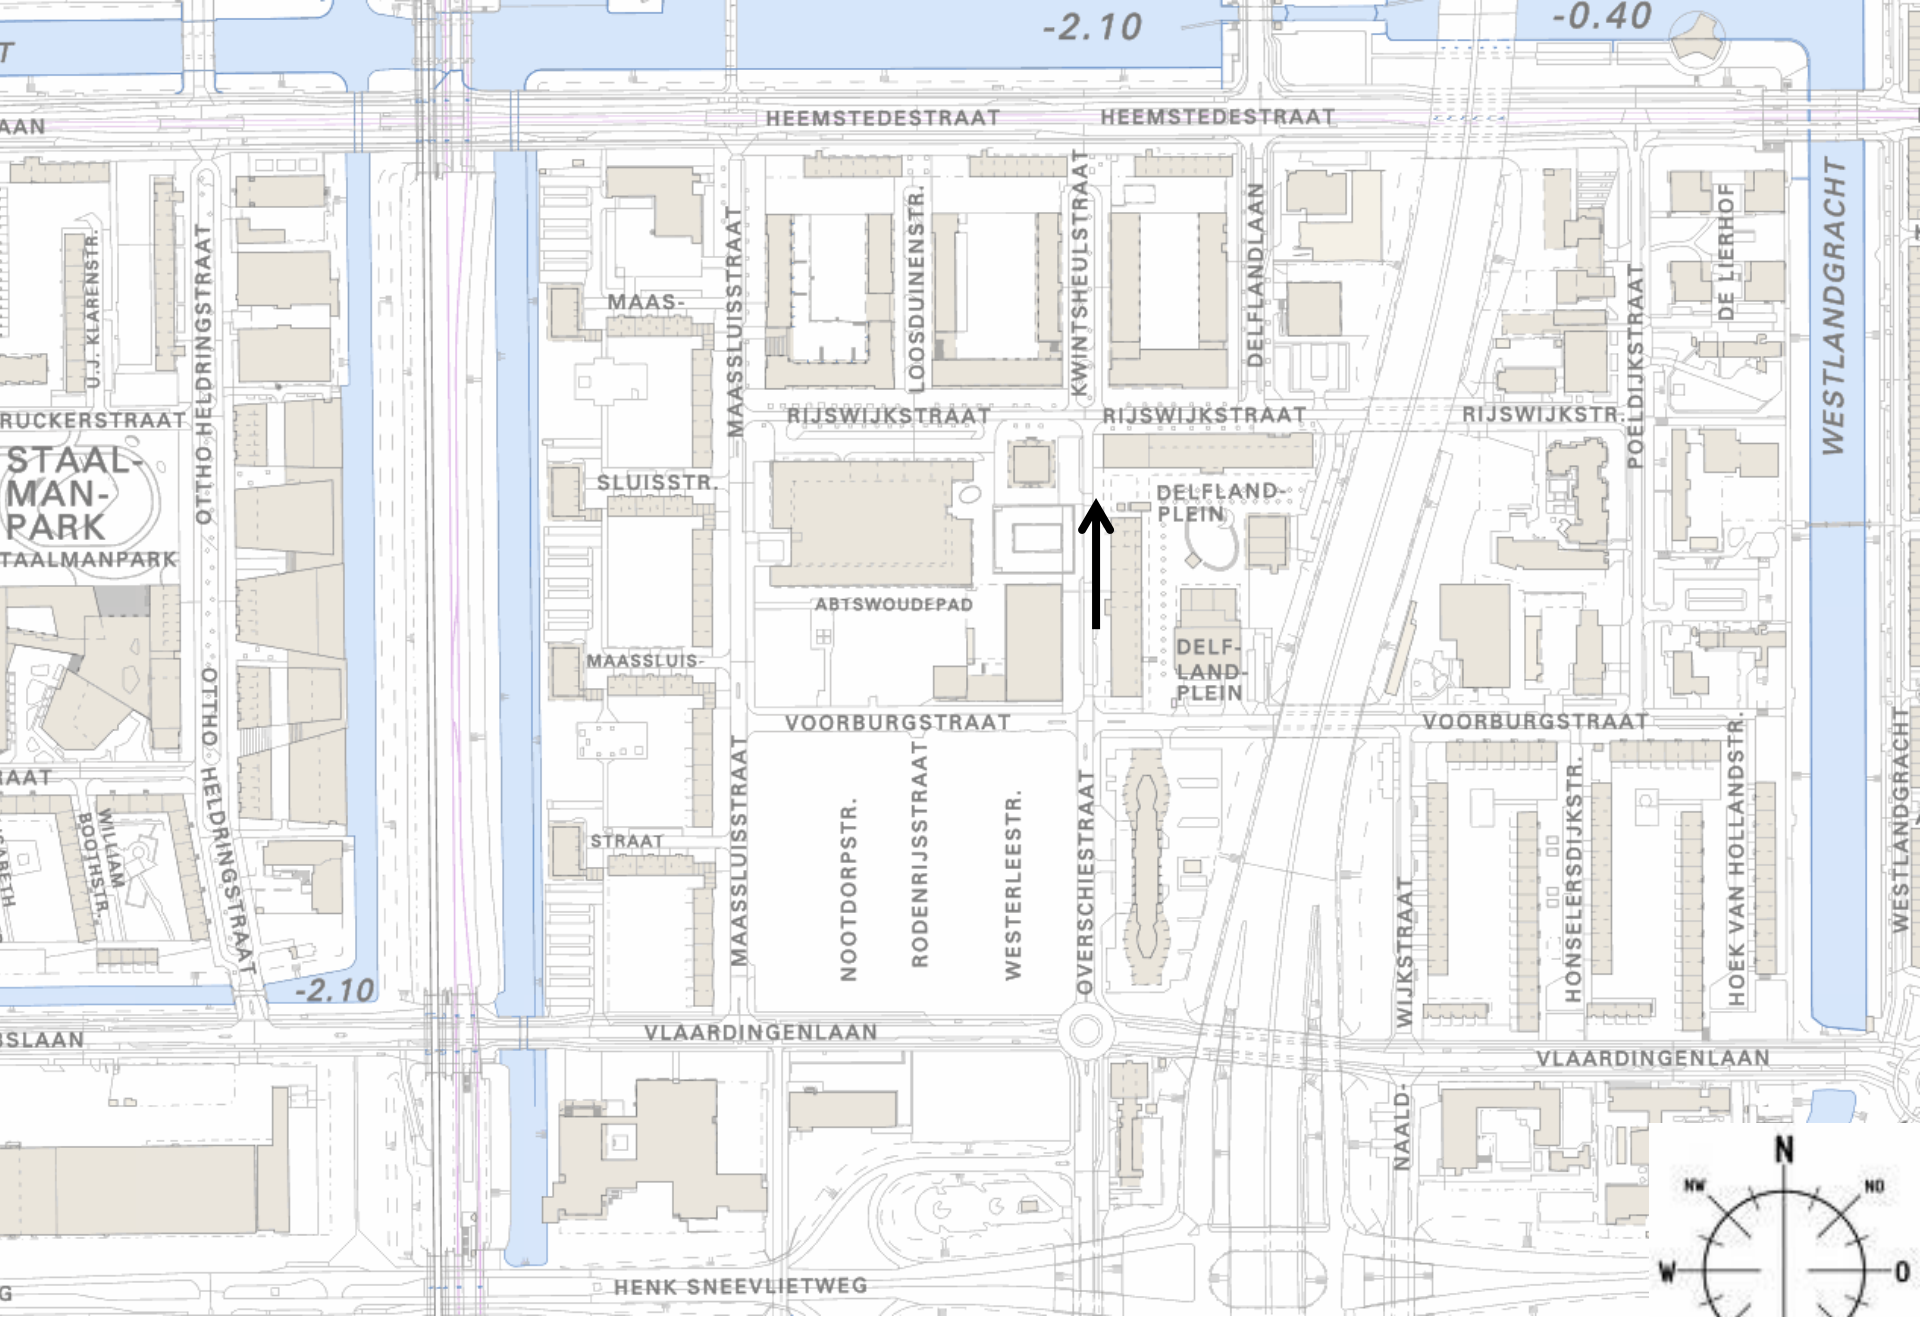 -2.10
-0.40
T
AAN
HEEMSTEDESTRAAT
HEEMSTEDESTRAAT
U.J. KLARENSTR.
OTTHO HELDRINGSTRAAT
MAASSLUISSTRAAT
LOOSDUINENSTR.
KWINTSHEULSTRAAT
DELFLANDLAAN
POELDIJKSTRAAT
DE LIERHOF
WESTLANDGRACHT
MAAS-
RUCKERSTRAAT
RIJSWIJKSTRAAT
RIJSWIJKSTRAAT
RIJSWIJKSTR.
STAAL-
MAN-
PARK
TAALMANPARK
SLUISSTR.
DELFLAND-
PLEIN
ABTSWOUDEPAD
MAASSLUIS-
DELF-
LAND-
PLEIN
VOORBURGSTRAAT
VOORBURGSTRAAT
OTTHO HELDRINGSTRAAT
RAAT
WILLIAM
BOOTHSTR.
STRAAT
MAASSLUISSTRAAT
NOOTDORPSTR.
RODENRIJSSTRAAT
WESTERLEESTR.
OVERSCHIESTRAAT
WIJKSTRAAT
HONSELERSDIJKSTR.
HOEK VAN HOLLANDSTR.
WESTLANDGRACHT
-2.10
VLAARDINGENLAAN
VLAARDINGENLAAN
NAALD-
HENK SNEEVLIETWEG
G
N
NW
NO
W
O